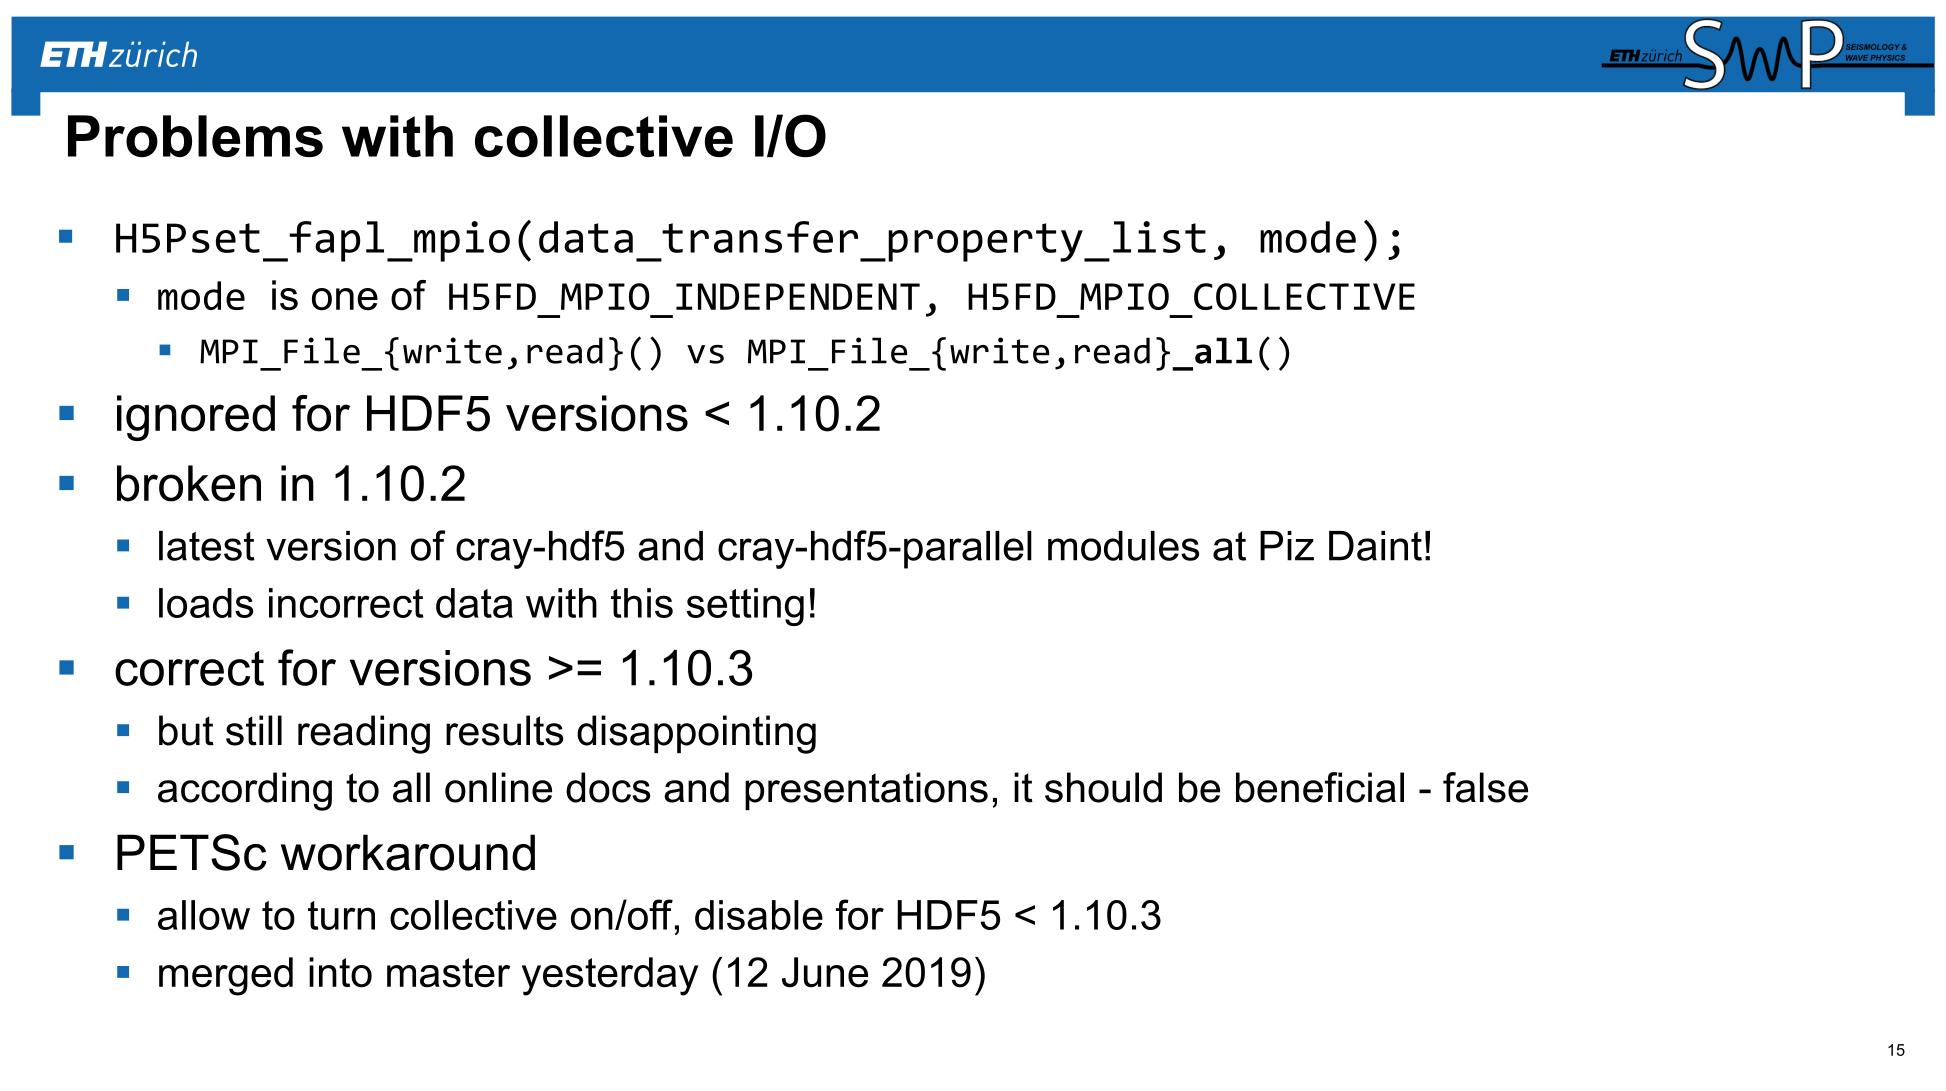 ETH zürich
ETH zürich SWP SEISMOLOGY &
WAVE PHYSICS
Problems with collective I/O
H5Pset_fapl_mpio(data_transfer_property_list, mode);
mode is one of H5FD_MPIO_INDEPENDENT, H5FD_MPIO_COLLECTIVE
MPI_File_{write,read}() vs MPI_File_{write,read}_all()
ignored for HDF5 versions < 1.10.2
broken in 1.10.2
latest version of cray-hdf5 and cray-hdf5-parallel modules at Piz Daint!
loads incorrect data with this setting!
correct for versions >= 1.10.3
but still reading results disappointing
according to all online docs and presentations, it should be beneficial - false
PETSc workaround
allow to turn collective on/off, disable for HDF5 < 1.10.3
merged into master yesterday (12 June 2019)
15